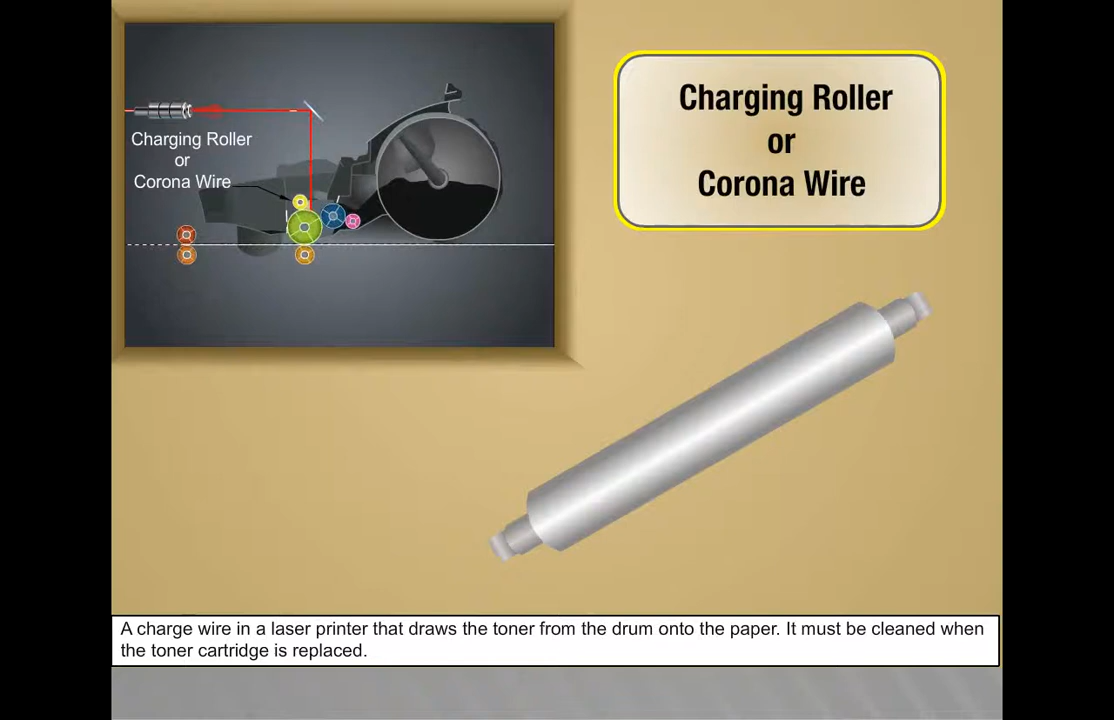 Charging Roller
or
Corona Wire
Charging Roller
or
Corona Wire
A charge wire in a laser printer that draws the toner from the drum onto the paper. It must be cleaned when
the toner cartridge is replaced.